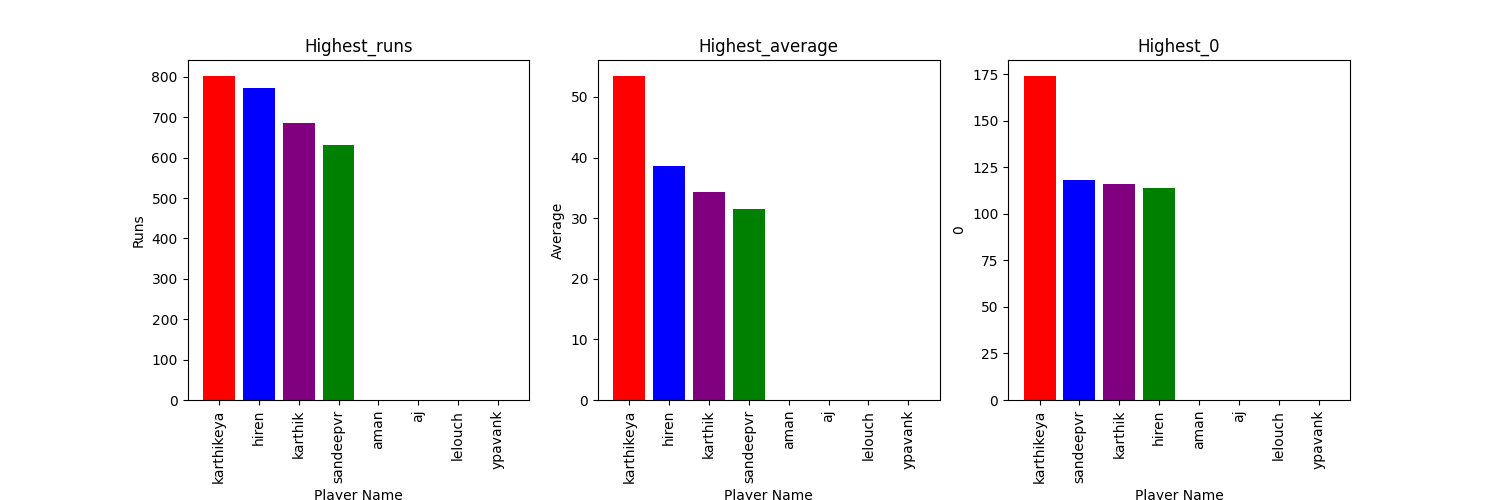 Highest_runs
Runs
800
700
600
500
400
300
200
100
0
karthikeya
hiren
karthik
sandeepvr
aman
aj
lelouch
ypavank
Player Name
Highest_average
Average
50
40
30
20
10
0
karthikeya
hiren
karthik
sandeepvr
aman
aj
lelouch
ypavank
Player Name
Highest_0
0
175
150
125
100
75
50
25
0
karthikeya
sandeepvr
karthik
hiren
aman
aj
lelouch
ypavank
Player Name